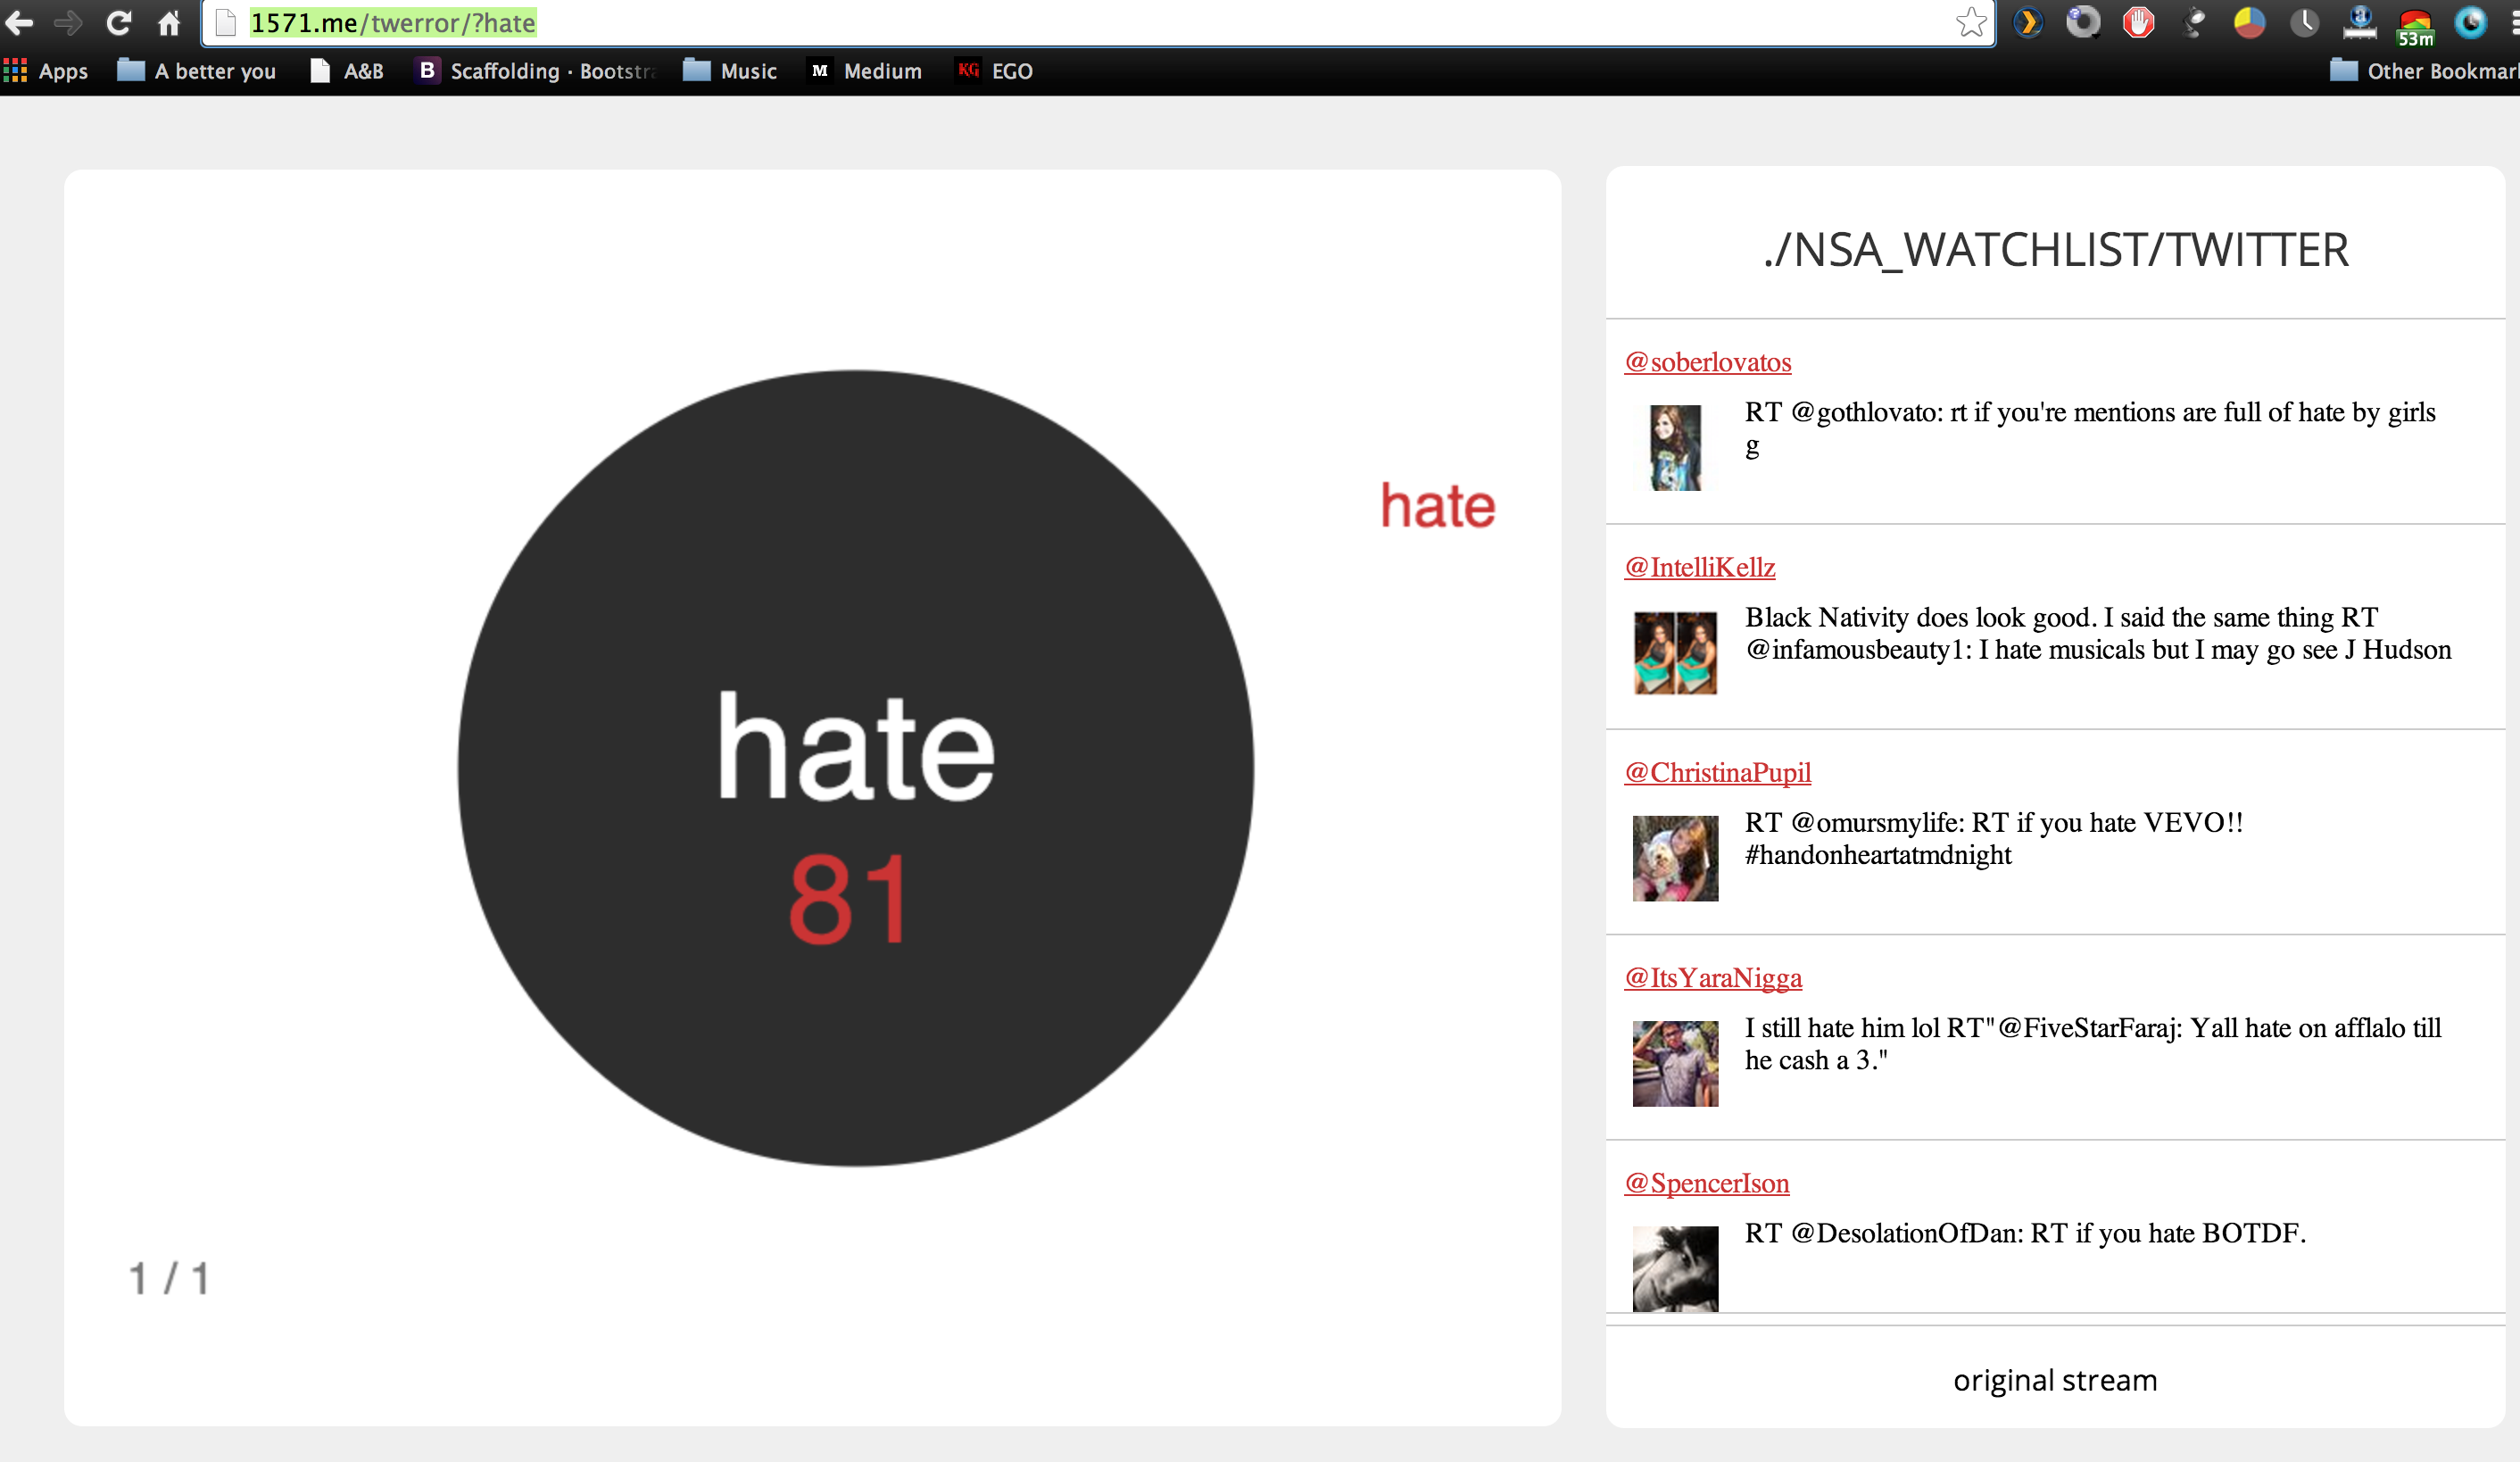 1571.me/twerror/?hate
53m
Apps
A better you
A&B
B Scaffolding · Bootstra
Music
M Medium
KG EGO
Other Bookmar
hate
hate
81
1 / 1
./NSA_WATCHLIST/TWITTER
@soberlovatos
RT @gothlovato: rt if you're mentions are full of hate by girls
g
@IntelliKellz
Black Nativity does look good. I said the same thing RT
@infamousbeauty1: I hate musicals but I may go see J Hudson
@ChristinaPupil
RT @omursmylife: RT if you hate VEVO!!
#handonheartatmdnight
@ItsYaraNigga
I still hate him lol RT"@FiveStarFaraj: Yall hate on afflalo till
he cash a 3."
@SpencerIson
RT @DesolationOfDan: RT if you hate BOTDF.
original stream